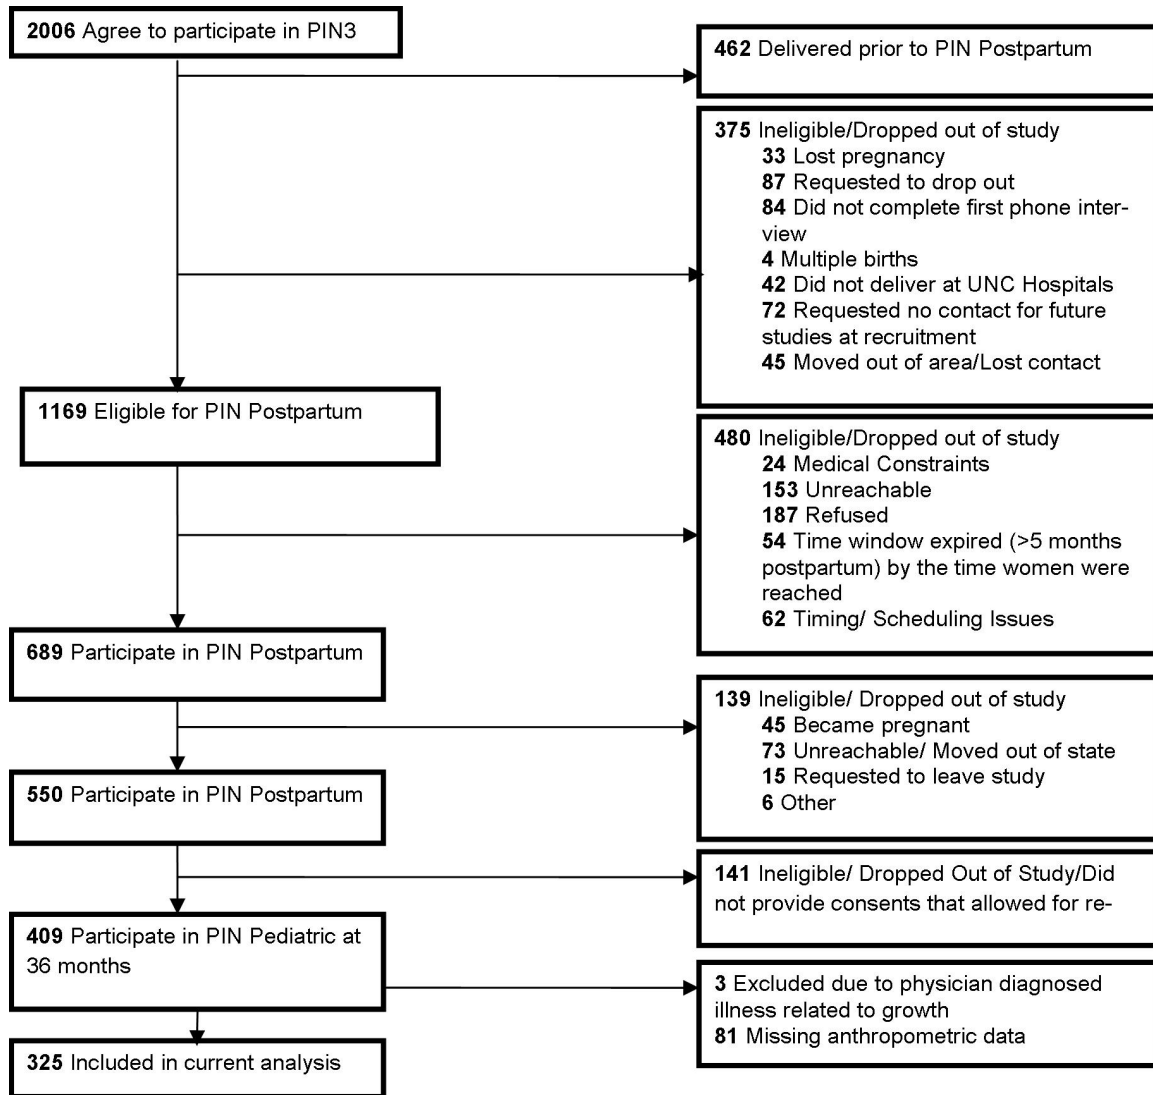 2006 Agree to participate in PIN3
462 Delivered prior to PIN Postpartum
375 Ineligible/Dropped out of study
33 Lost pregnancy
87 Requested to drop out
84 Did not complete first phone inter-
view
4 Multiple births
42 Did not deliver at UNC Hospitals
72 Requested no contact for future
studies at recruitment
45 Moved out of area/Lost contact
1169 Eligible for PIN Postpartum
480 Ineligible/Dropped out of study
24 Medical Constraints
153 Unreachable
187 Refused
54 Time window expired (>5 months
postpartum) by the time women were
reached
62 Timing/ Scheduling Issues
689 Participate in PIN Postpartum
139 Ineligible/ Dropped out of study
45 Became pregnant
73 Unreachable/ Moved out of state
15 Requested to leave study
6 Other
550 Participate in PIN Postpartum
141 Ineligible/ Dropped Out of Study/Did
not provide consents that allowed for re-
409 Participate in PIN Pediatric at
36 months
3 Excluded due to physician diagnosed
illness related to growth
81 Missing anthropometric data
325 Included in current analysis